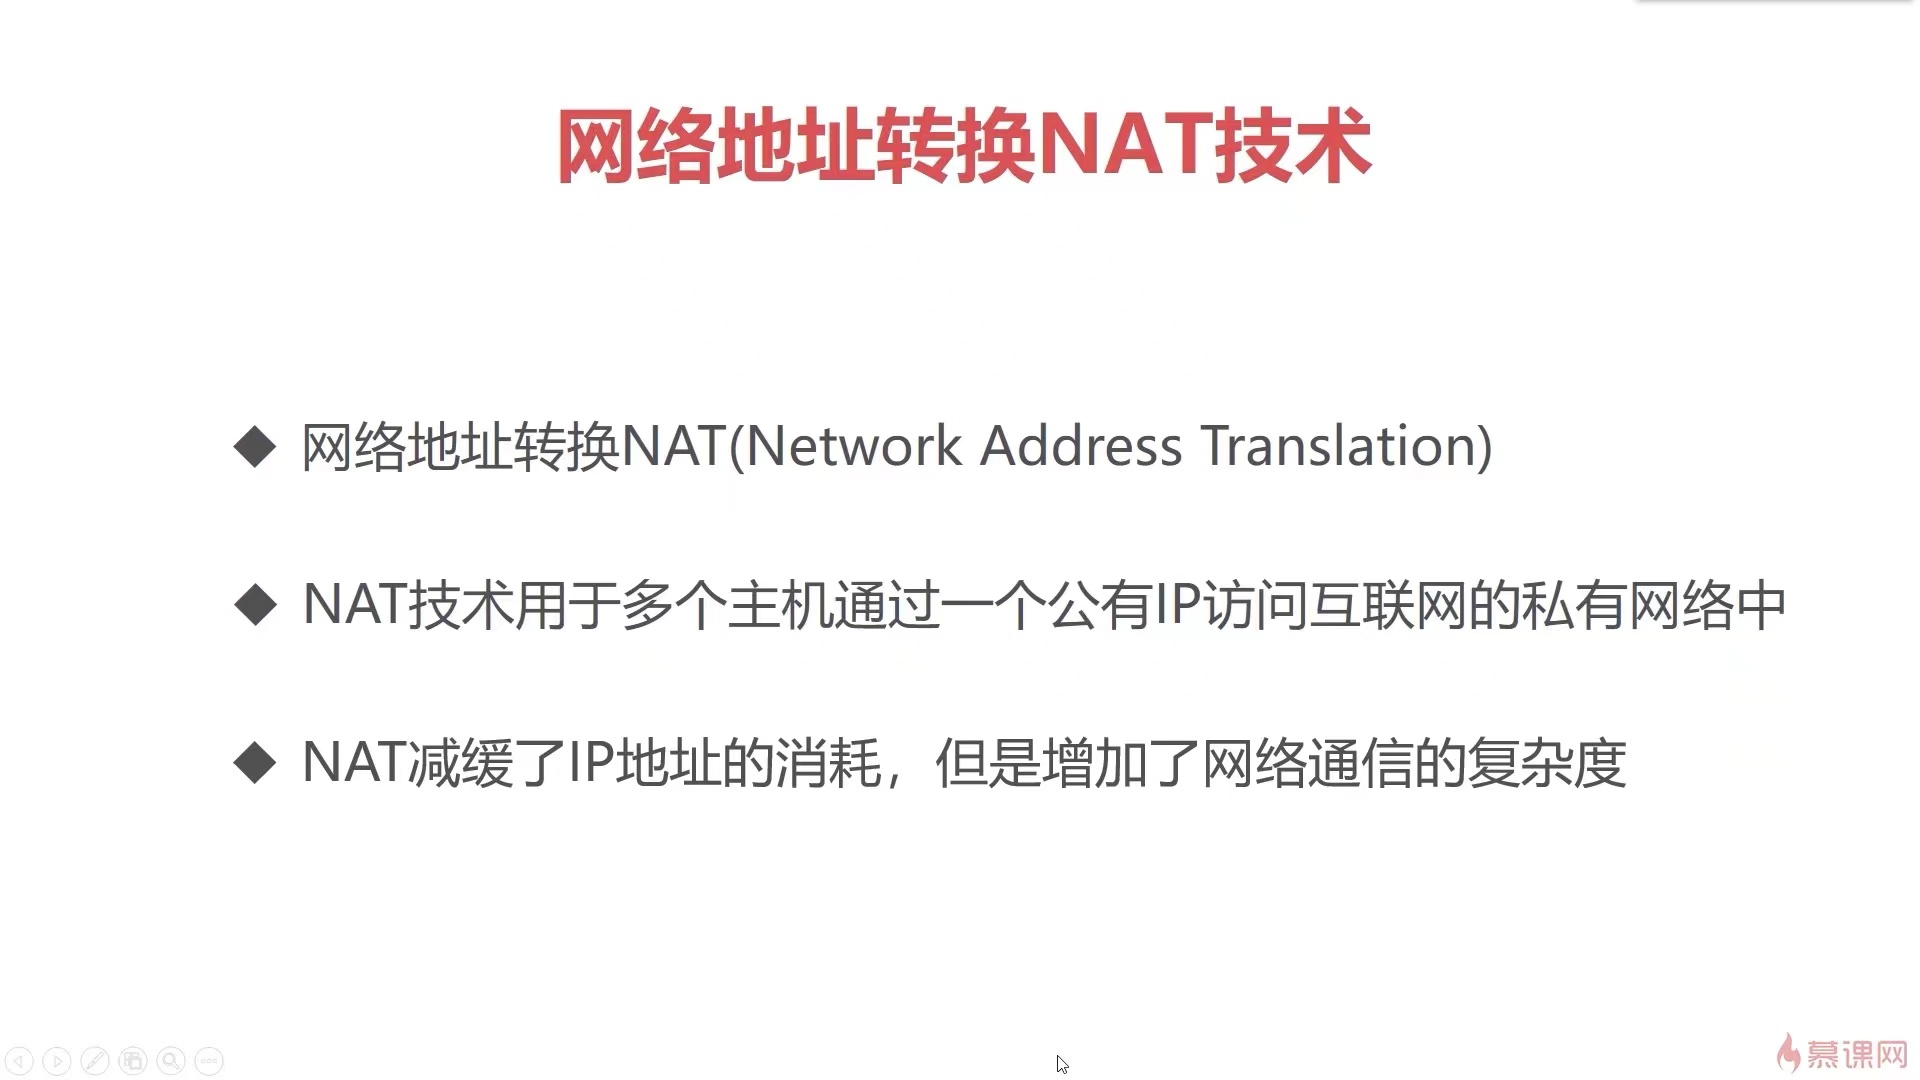 网络地址转换NAT技术
◆ 网络地址转换NAT(Network Address Translation)
◆ NAT技术用于多个主机通过一个公有IP访问互联网的私有网络中
◆ NAT减缓了IP地址的消耗，但是增加了网络通信的复杂度
慕课网